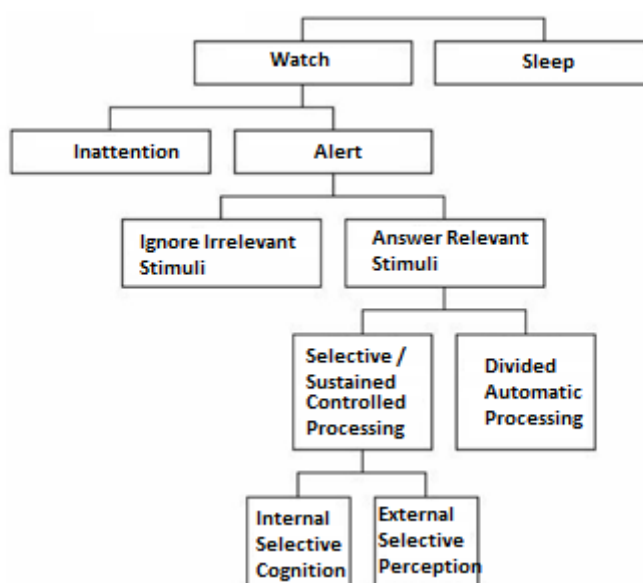 Watch
Sleep
Inattention
Alert
Ignore Irrelevant
Stimuli
Answer Relevant
Stimuli
Selective /
Sustained
Controlled
Processing
Divided
Automatic
Processing
Internal
Selective
Cognition
External
Selective
Perception